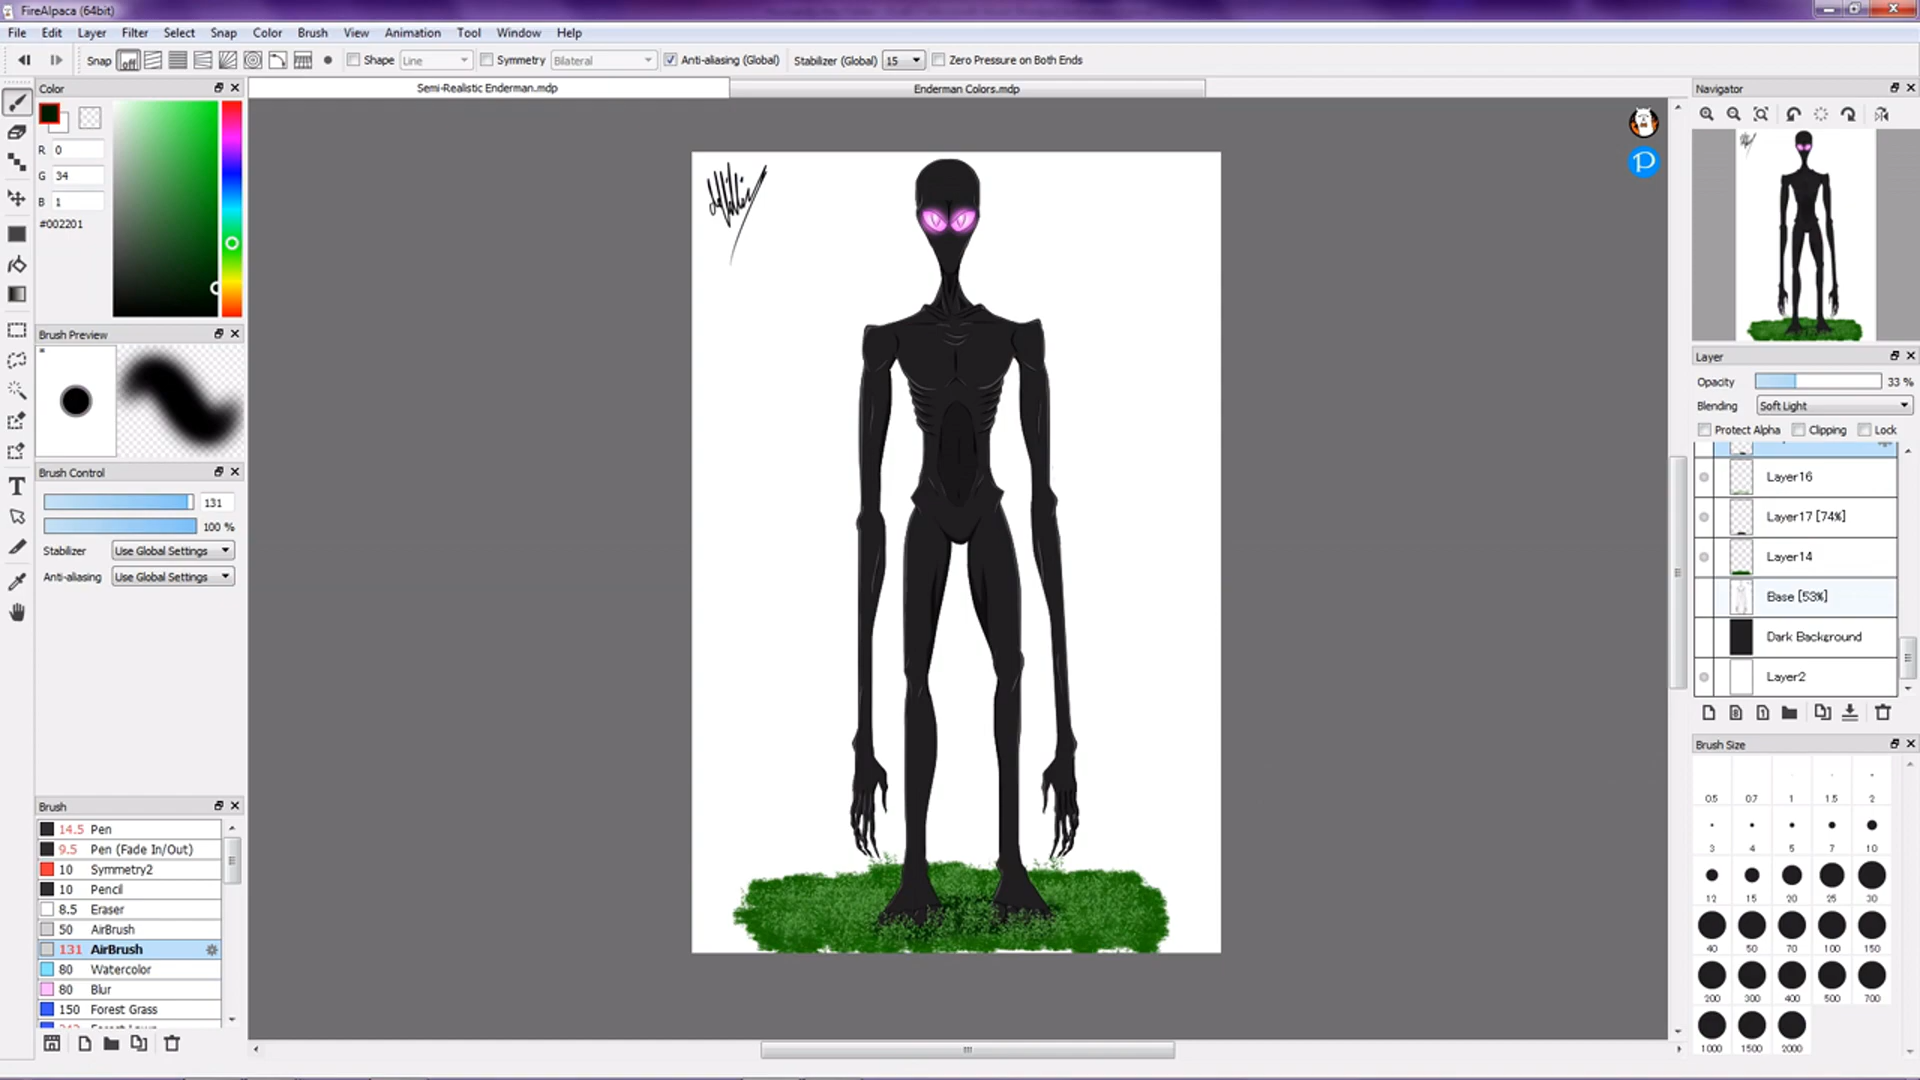 FireAlpaca (64bit)
File Edit Layer Filter Select Snap Color Brush View Animation Tool Window Help
Snap off Shape Line Symmetry Bilateral Anti-aliasing (Global) Stabilizer (Global) 15 Zero Pressure on Both Ends
Color
Semi-Realistic Enderman.mdp
Enderman Colors.mdp
Navigator
R 0
G 34
B 1
#002201
Brush Preview
Brush Control
131
100 %
Stabilizer Use Global Settings
Anti-aliasing Use Global Settings
Brush
14.5 Pen
9.5 Pen (Fade In/Out)
10 Symmetry2
10 Pencil
8.5 Eraser
50 AirBrush
131 AirBrush
80 Watercolor
80 Blur
150 Forest Grass
P
Layer
Opacity 33 %
Blending Soft Light
Protect Alpha Clipping Lock
Layer16
Layer17 [74%]
Layer14
Base [53%]
Dark Background
Layer2
Brush Size
0.5 0.7 1 1.5 2
3 4 5 7 10
12 15 20 25 30
40 50 70 100 150
200 300 400 500 700
1000 1500 2000